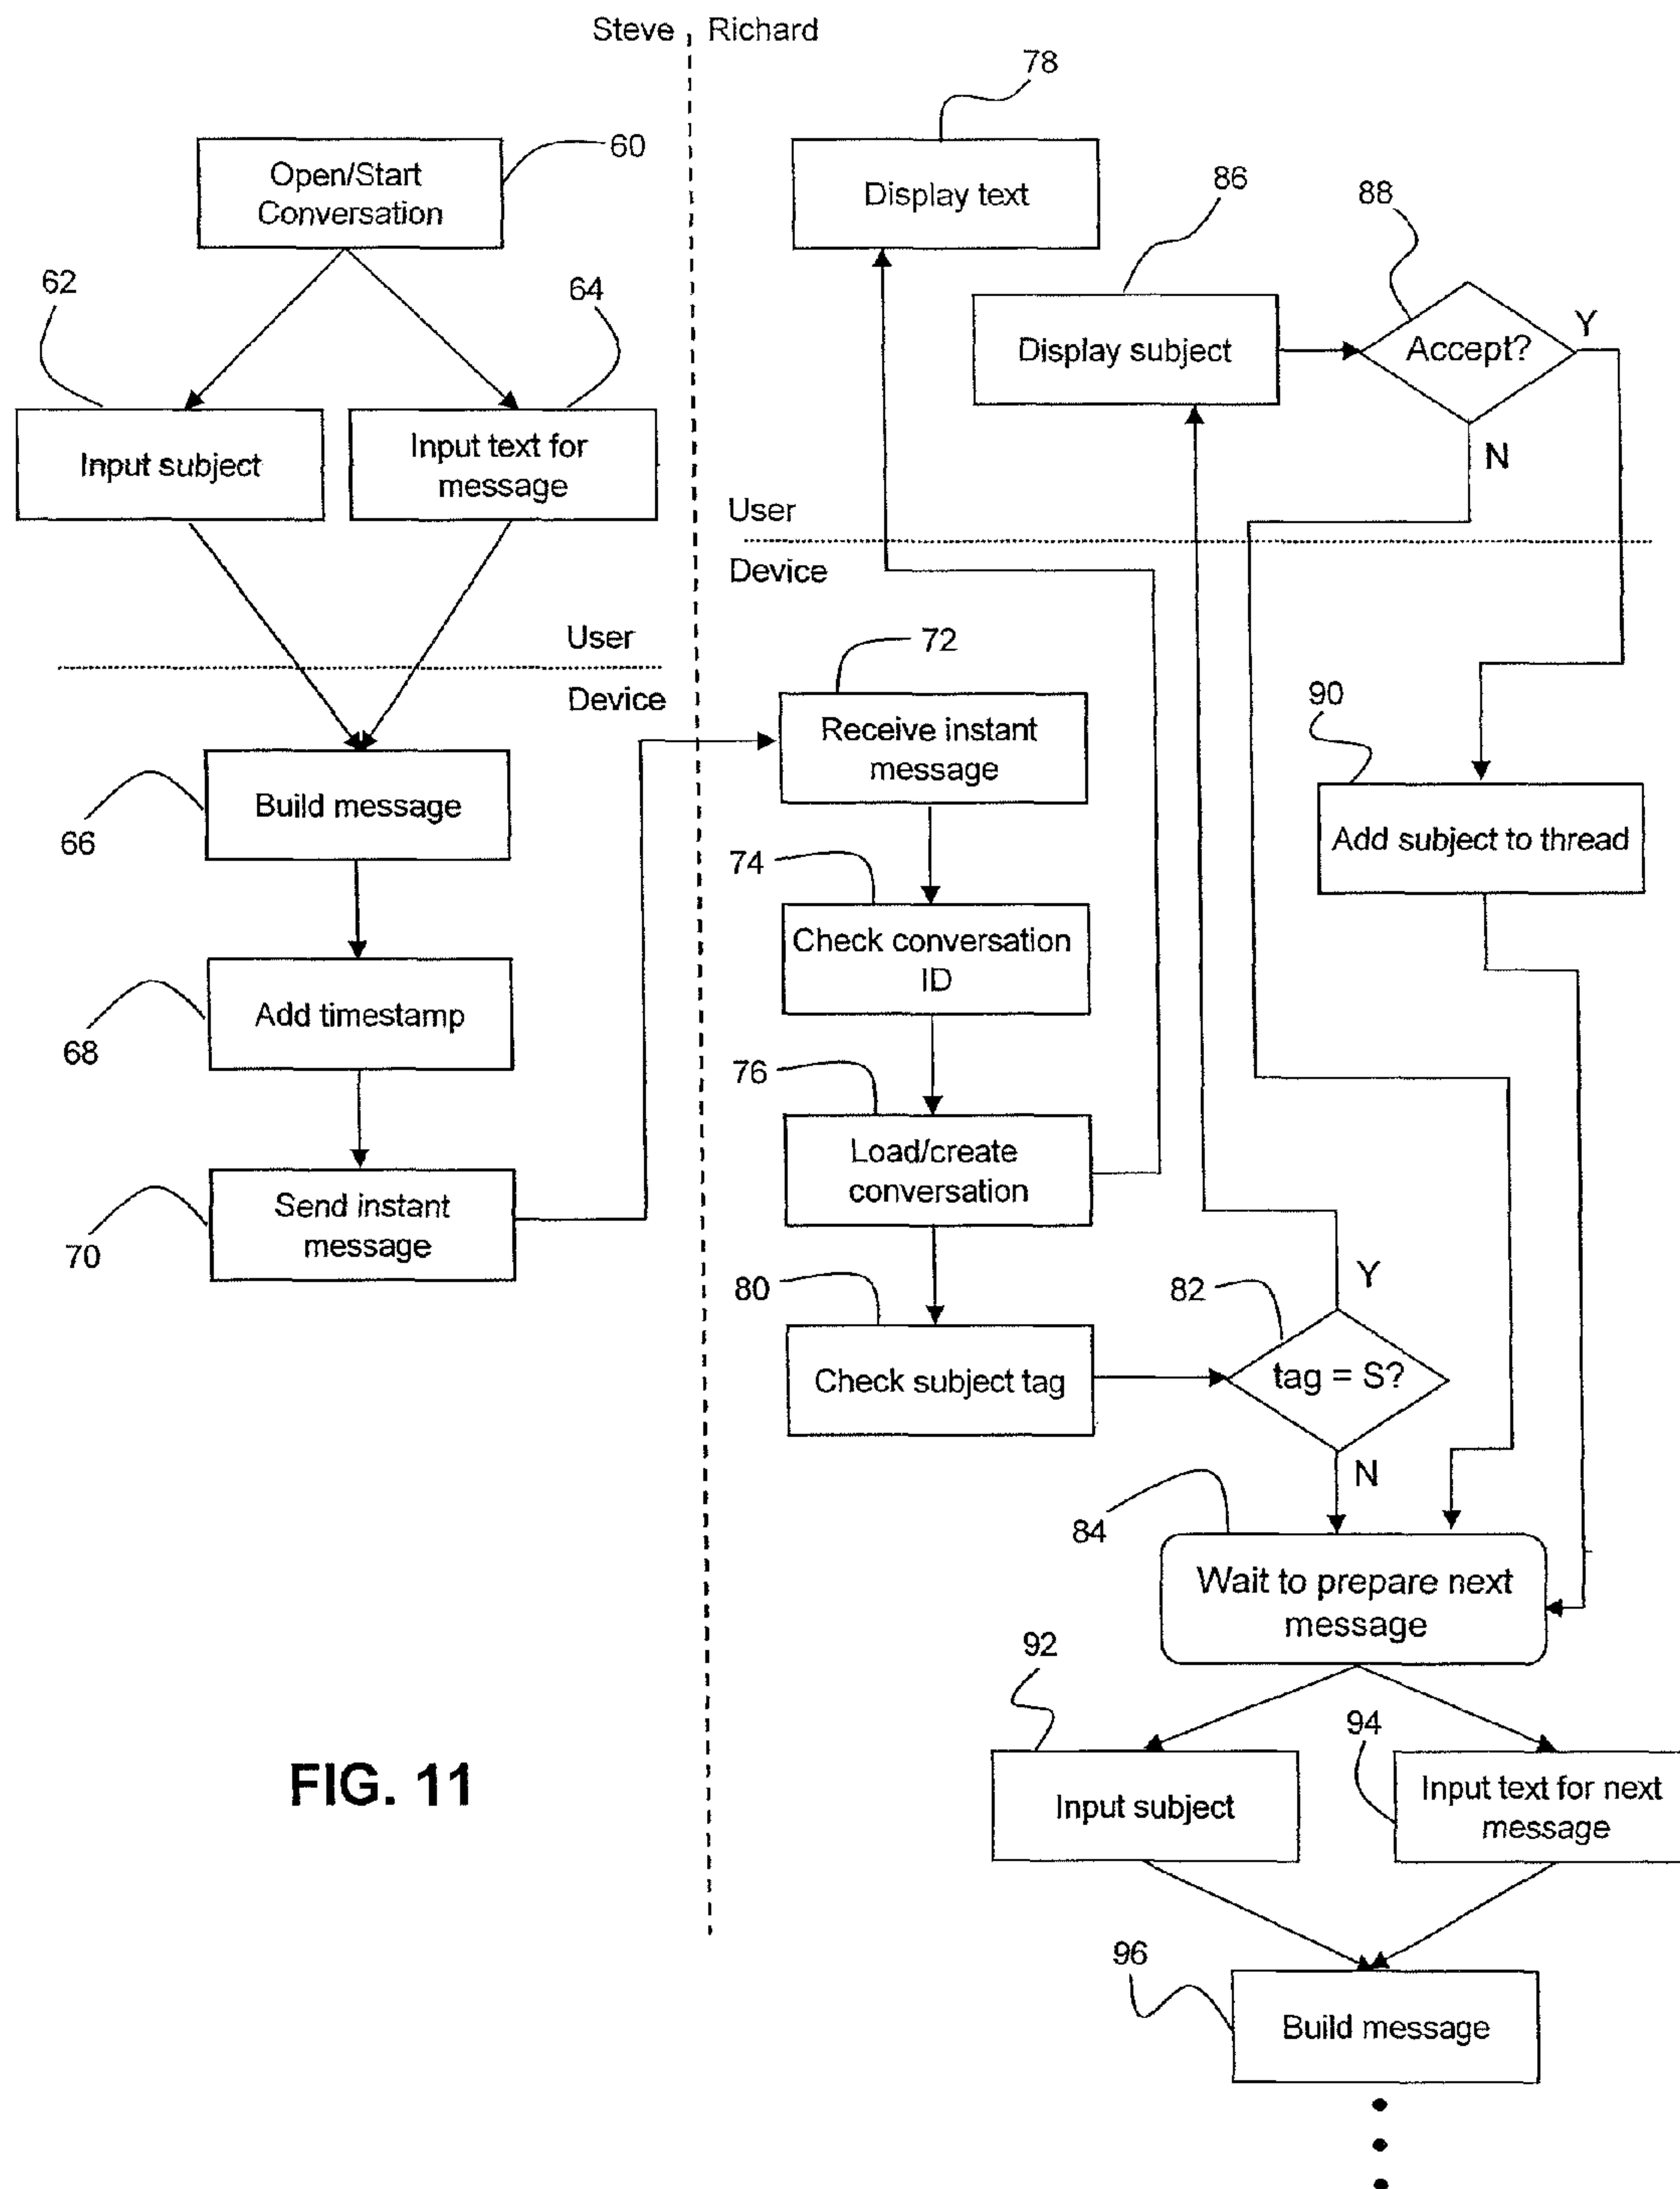 Steve
Richard
78
60
Open/Start
Conversation
Display text
86
88
62
64
Display subject
Accept?
Y
N
Input subject
Input text for
message
User
Device
User
Device
72
Receive instant
message
90
Add subject to thread
66
Build message
74
Check conversation
ID
68
Add timestamp
76
Load/create
conversation
70
Send instant
message
80
Check subject tag
82
Y
tag = S?
N
84
Wait to prepare next
message
92
94
Input subject
Input text for next
message
FIG. 11
96
Build message